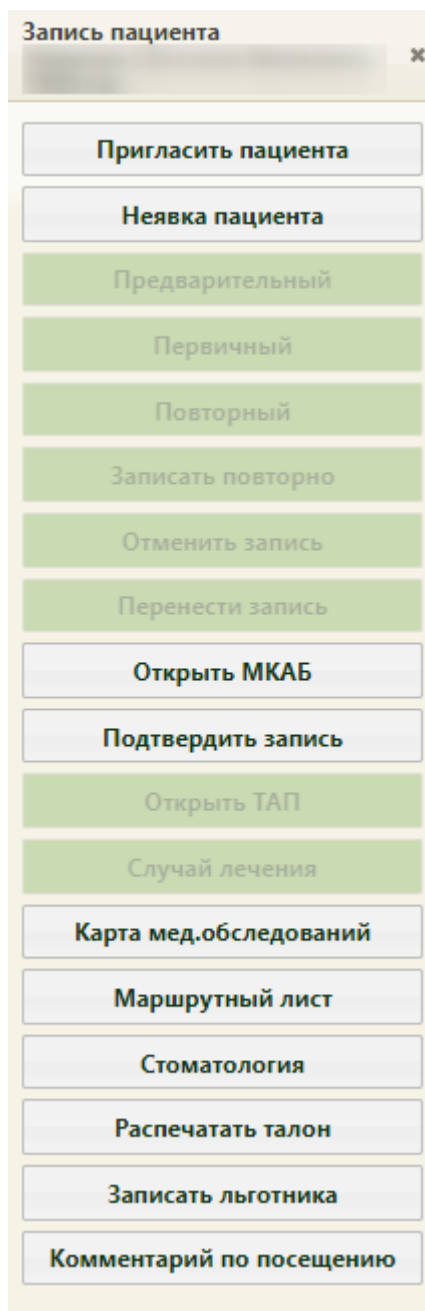 Запись пациента
Пригласить пациента
Неявка пациента
Предварительный
Первичный
Повторный
Записать повторно
Отменить запись
Перенести запись
Открыть МКАБ
Подтвердить запись
Открыть ТАП
Случай лечения
Карта мед.обследований
Маршрутный лист
Стоматология
Распечатать талон
Записать льготника
Комментарий по посещению